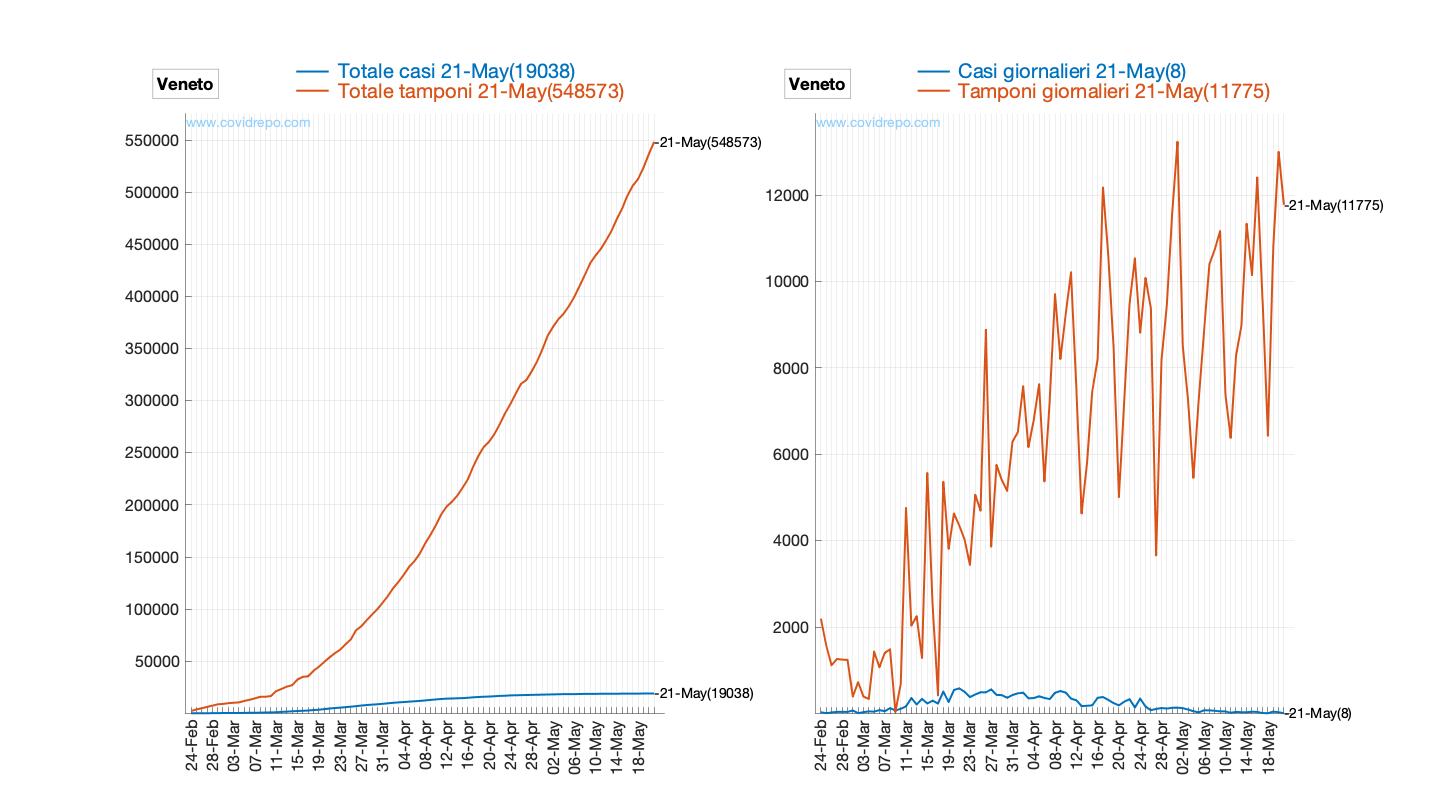 Veneto
Totale casi 21-May(19038)
Totale tamponi 21-May(548573)
www.covidrepo.com
550000
500000
450000
400000
350000
300000
250000
200000
150000
100000
50000
21-May(548573)
21-May(19038)
24-Feb
28-Feb
03-Mar
07-Mar
11-Mar
15-Mar
19-Mar
23-Mar
27-Mar
31-Mar
04-Apr
08-Apr
12-Apr
16-Apr
20-Apr
24-Apr
28-Apr
02-May
06-May
10-May
14-May
18-May
Veneto
Casi giornalieri 21-May(8)
Tamponi giornalieri 21-May(11775)
www.covidrepo.com
12000
10000
8000
6000
4000
2000
21-May(11775)
21-May(8)
24-Feb
28-Feb
03-Mar
07-Mar
11-Mar
15-Mar
19-Mar
23-Mar
27-Mar
31-Mar
04-Apr
08-Apr
12-Apr
16-Apr
20-Apr
24-Apr
28-Apr
02-May
06-May
10-May
14-May
18-May